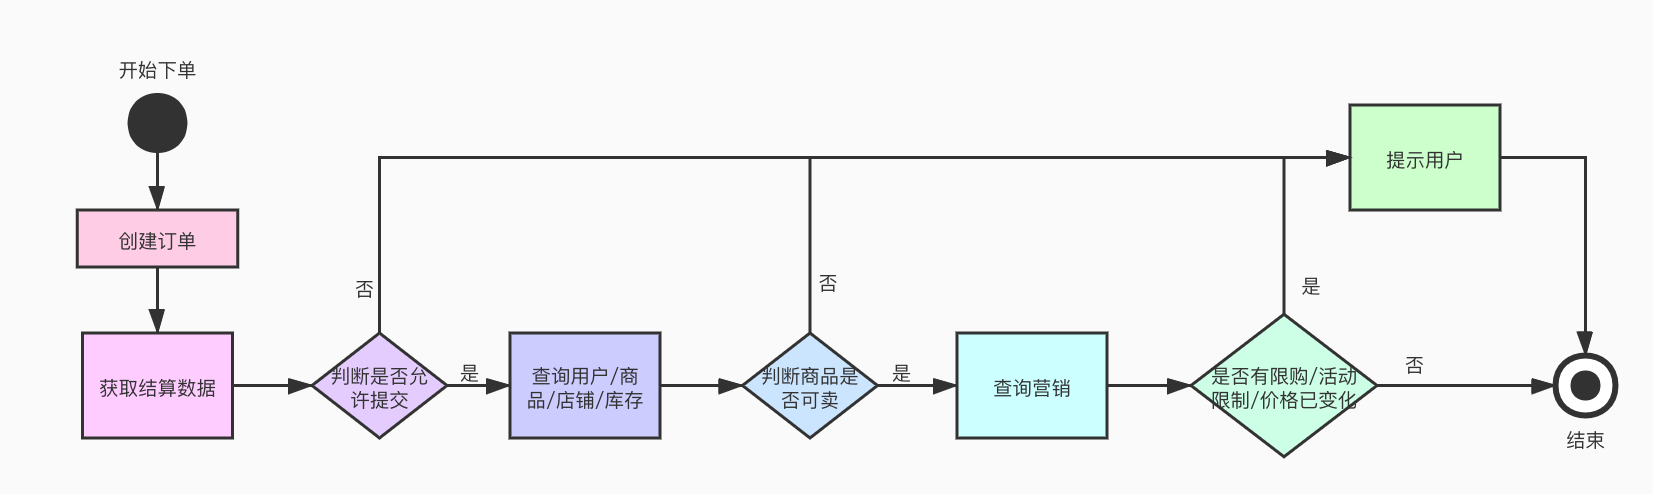 开始下单
创建订单
获取结算数据
否
判断是否允
许提交
是
查询用户/商
品/店铺/库存
否
判断商品是
否可卖
是
查询营销
是
是否有限购/活动
限制/价格已变化
否
提示用户
结束